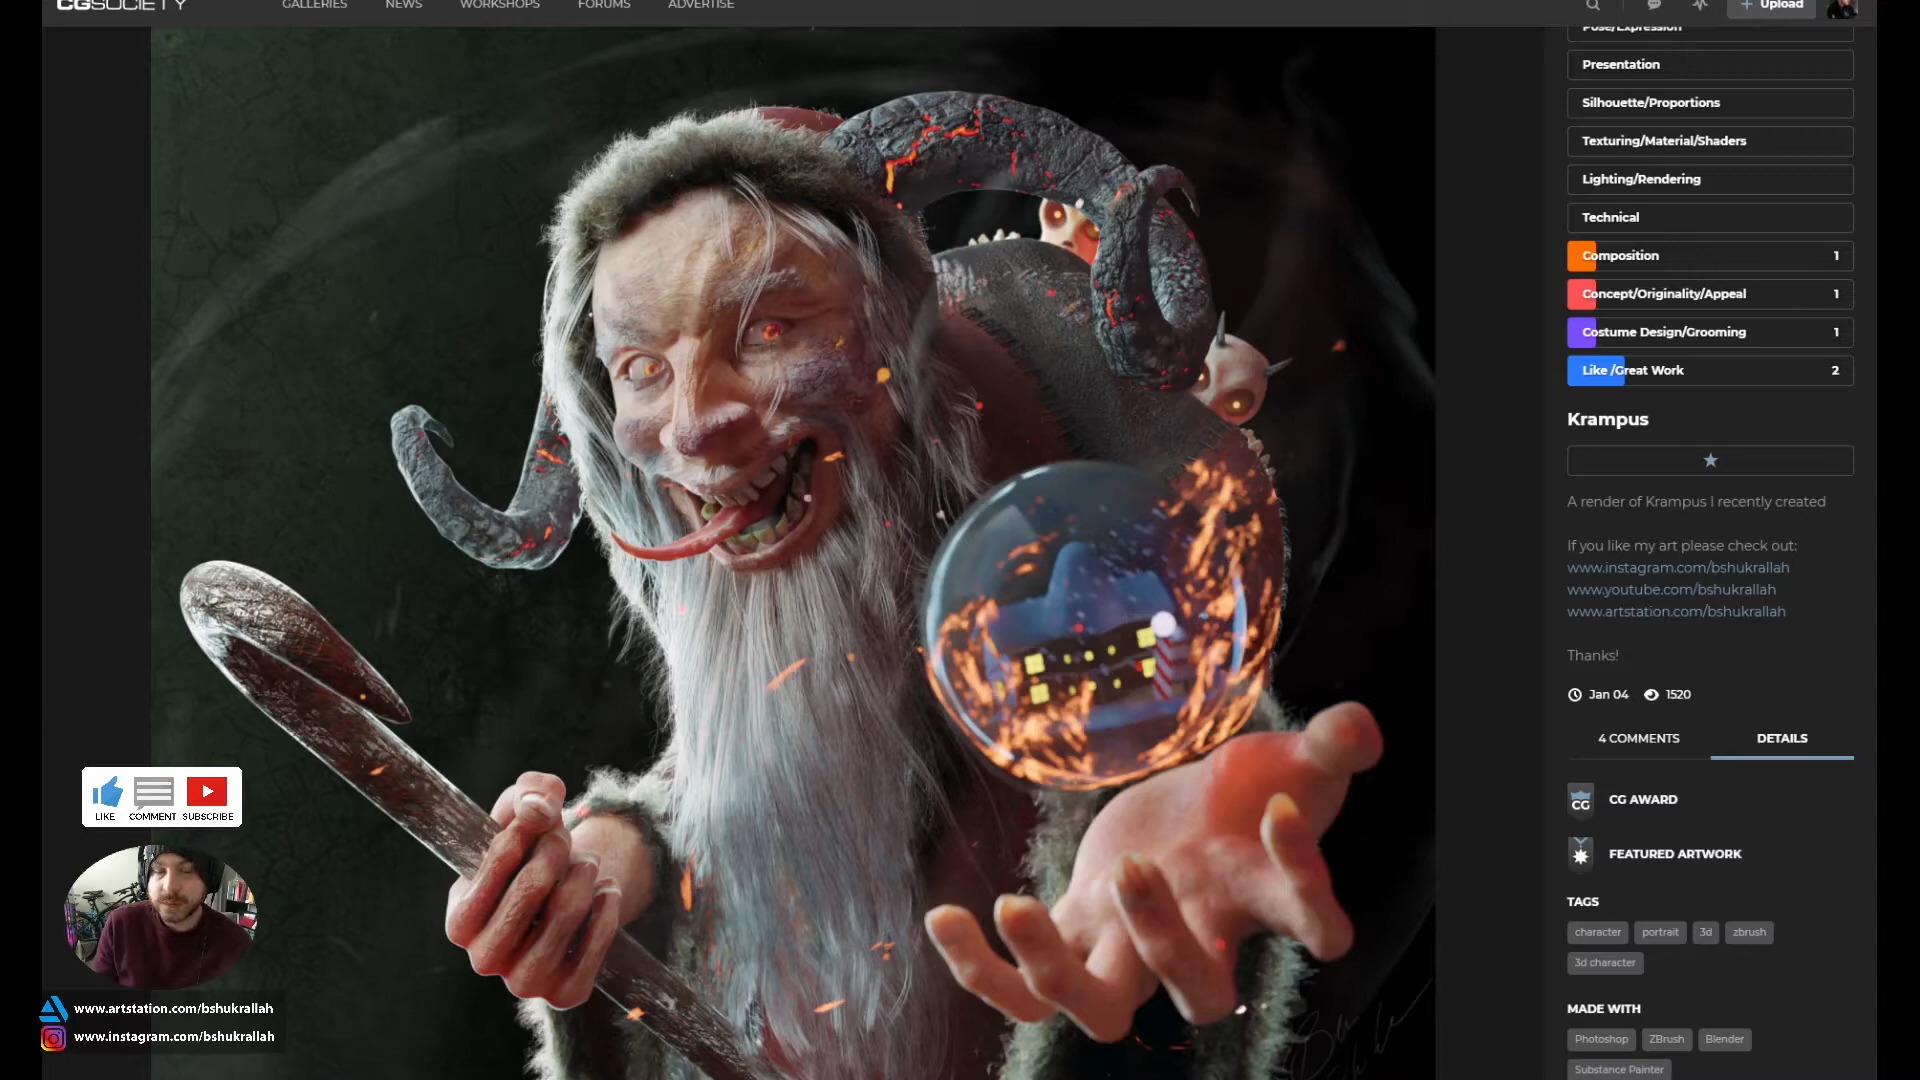 CGSOCIETY
GALLERIES NEWS WORKSHOPS FORUMS ADVERTISE
Upload
Pose/Expression
Presentation
Silhouette/Proportions
Texturing/Material/Shaders
Lighting/Rendering
Technical
Composition 1
Concept/Originality/Appeal 1
Costume Design/Grooming 1
Like /Great Work 2
Krampus
A render of Krampus I recently created
If you like my art please check out:
www.instagram.com/bshukrallah
www.youtube.com/bshukrallah
www.artstation.com/bshukrallah
Thanks!
Jan 04 1520
4 COMMENTS DETAILS
CG CG AWARD
FEATURED ARTWORK
TAGS
character portrait 3d zbrush
3d character
MADE WITH
Photoshop ZBrush Blender
Substance Painter
LIKE COMMENT SUBSCRIBE
www.artstation.com/bshukrallah
www.instagram.com/bshukrallah